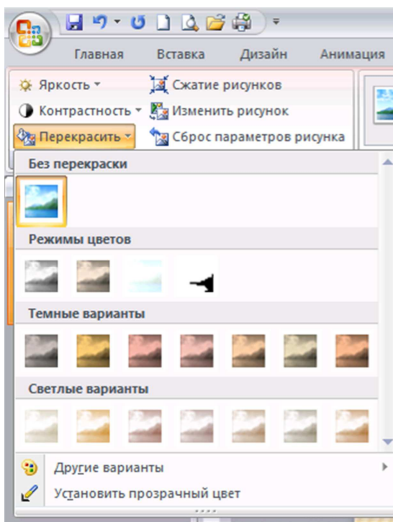 Главная Вставка Дизайн Анимация
Яркость Сжатие рисунков
Контрастность Изменить рисунок
Перекрасить Сброс параметров рисунка
Без перекраски
Режимы цветов
Темные варианты
Светлые варианты
Другие варианты
Установить прозрачный цвет